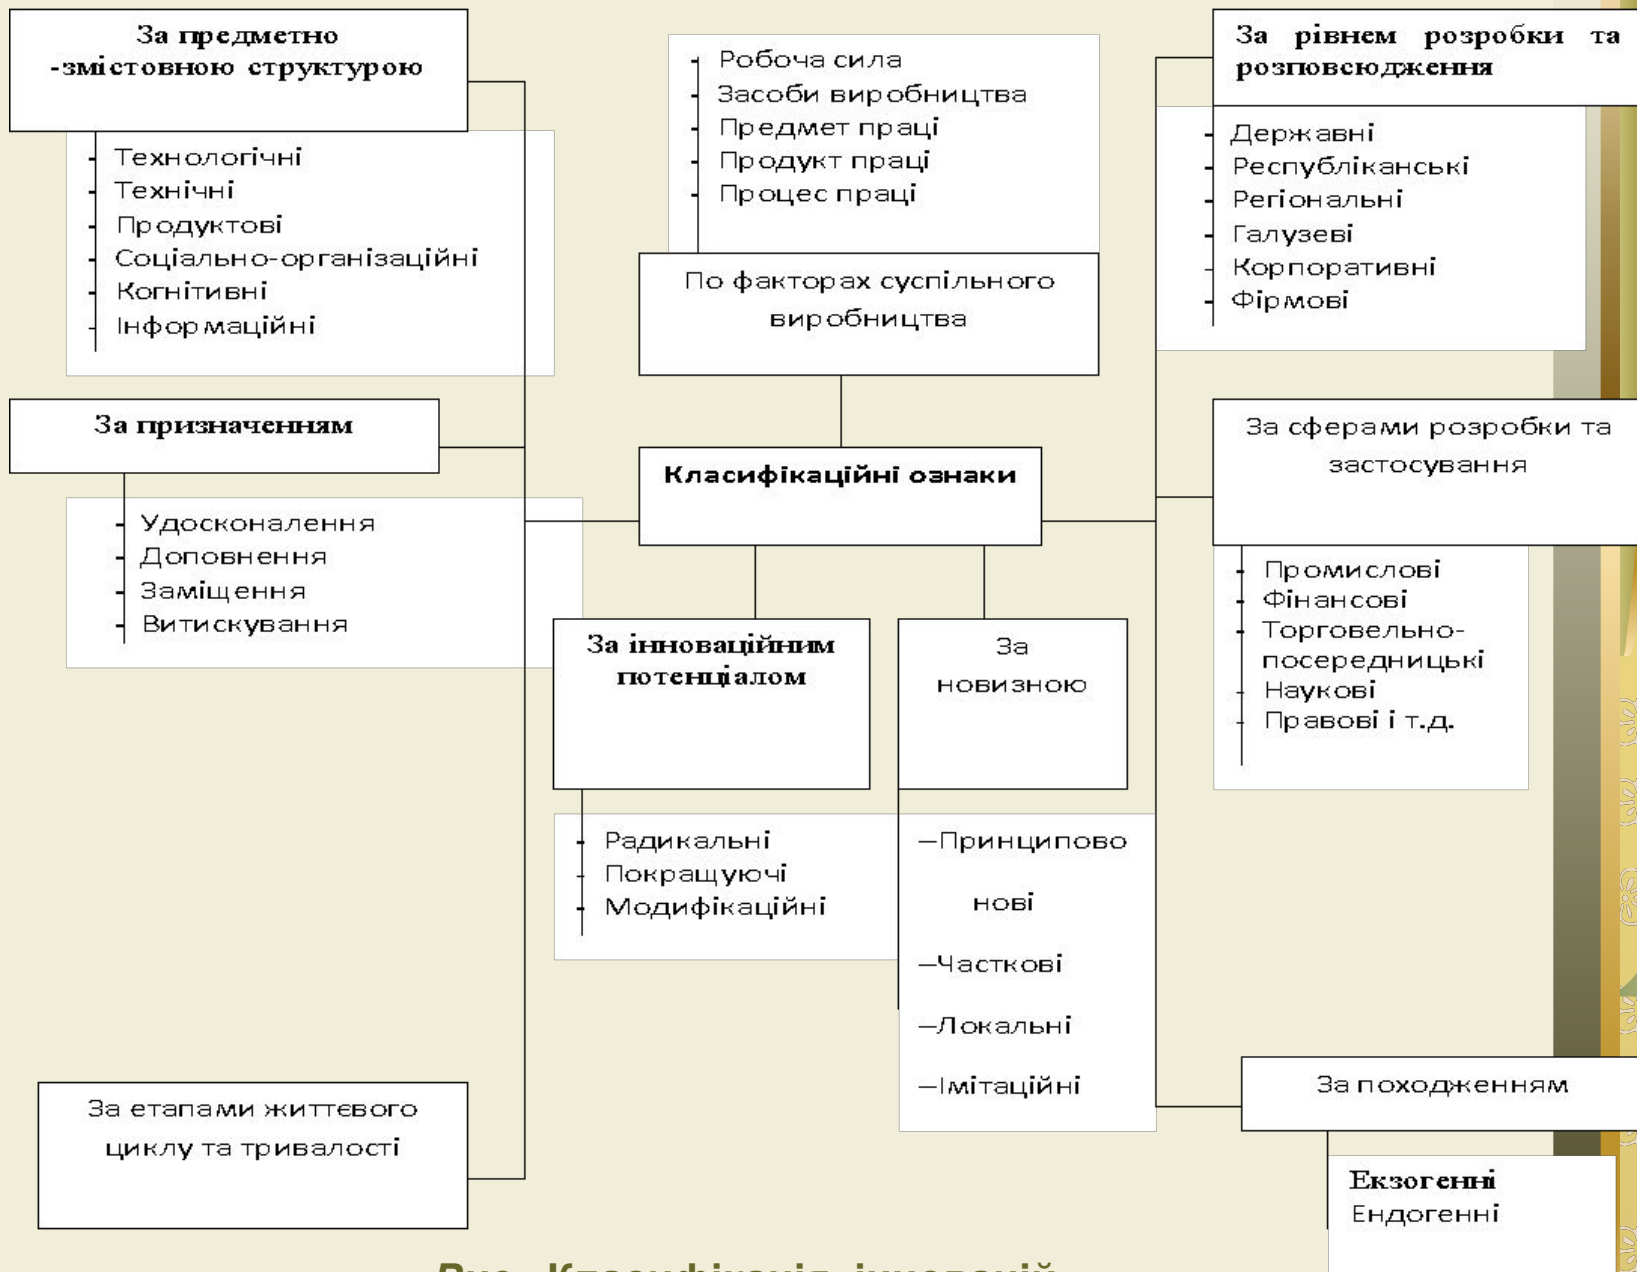 За предметно
-змістовною структурою
Технологічні
Технічні
Продуктові
Соціально-організаційні
Когнітивні
Інформаційні
Робоча сила
Засоби виробництва
Предмет праці
Продукт праці
Процес праці
По факторах суспільного
виробництва
За рівнем розробки та
розповсюдження
Державні
Республіканські
Регіональні
Галузеві
Корпоративні
Фірмові
За призначенням
Удосконалення
Доповнення
Заміщення
Витискування
Класифікаційні ознаки
За сферами розробки та
застосування
Промислові
Фінансові
Торговельно-
посередницькі
Наукові
Правові і т.д.
За інноваційним
потенціалом
Радикальні
Покращуючі
Модифікаційні
За
новизною
—Принципово
нові
—Часткові
—Локальні
—Імітаційні
За етапами життєвого
циклу та тривалості
За походженням
Екзогенні
Ендогенні
Рис. Класифікація інновацій